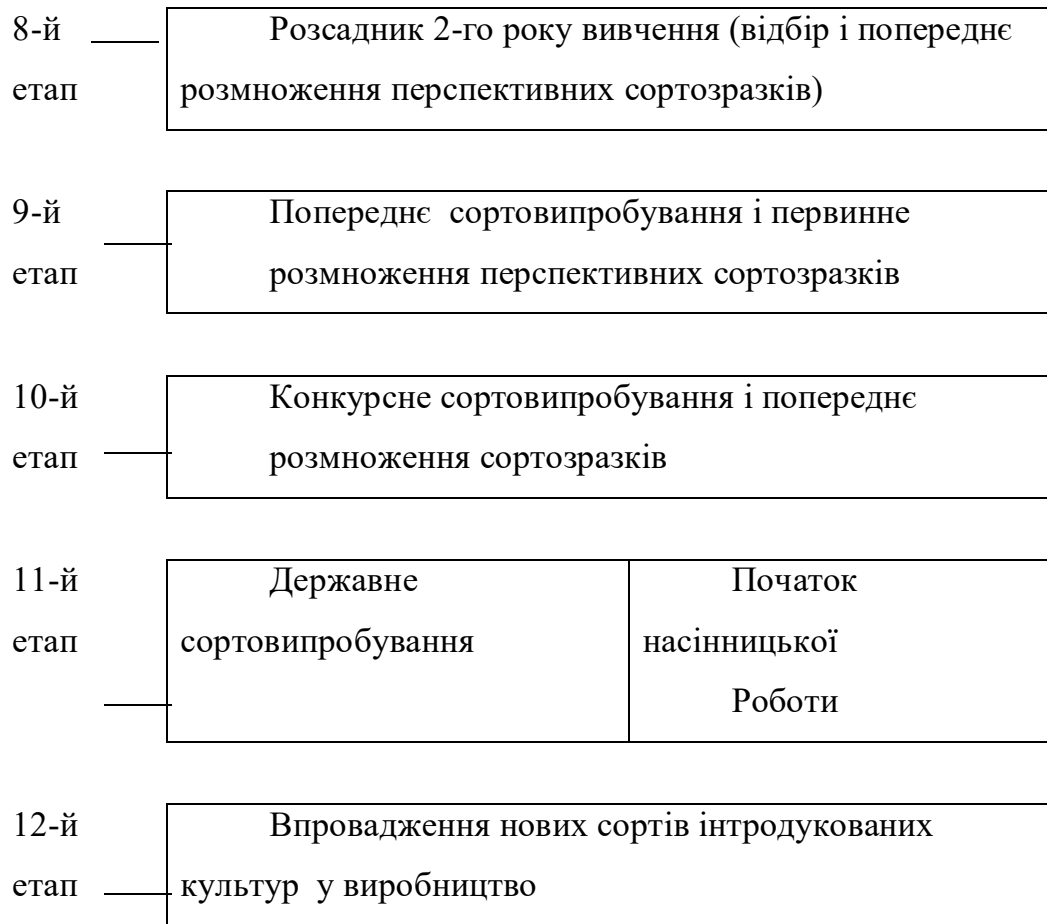 8-й Розсадник 2-го року вивчення (відбір і попереднє
етап розмноження перспективних сортозразків)
9-й Попереднє сортовипробування і первинне
етап розмноження перспективних сортозразків
10-й Конкурсне сортовипробування і попереднє
етап розмноження сортозразків
11-й Державне Початок
етап сортовипробування насінницької
Роботи
12-й Впровадження нових сортів інтродукованих
етап культур у виробництво